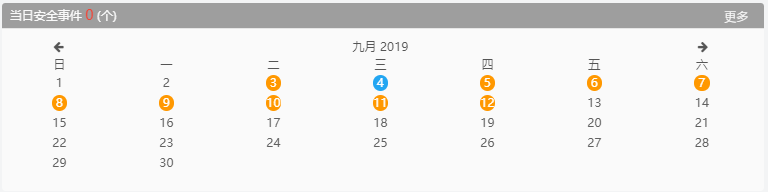 当日安全事件 0 (个) 更多
九月 2019
日 一 二 三 四 五 六
1 2 3 4 5 6 7
8 9 10 11 12 13 14
15 16 17 18 19 20 21
22 23 24 25 26 27 28
29 30